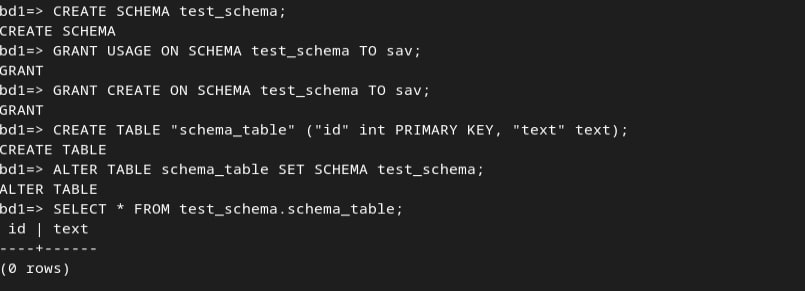 bd1=> CREATE SCHEMA test_schema;
CREATE SCHEMA
bd1=> GRANT USAGE ON SCHEMA test_schema TO sav;
GRANT
bd1=> GRANT CREATE ON SCHEMA test_schema TO sav;
GRANT
bd1=> CREATE TABLE "schema_table" ("id" int PRIMARY KEY, "text" text);
CREATE TABLE
bd1=> ALTER TABLE schema_table SET SCHEMA test_schema;
ALTER TABLE
bd1=> SELECT * FROM test_schema.schema_table;
 id | text
----+------
(0 rows)